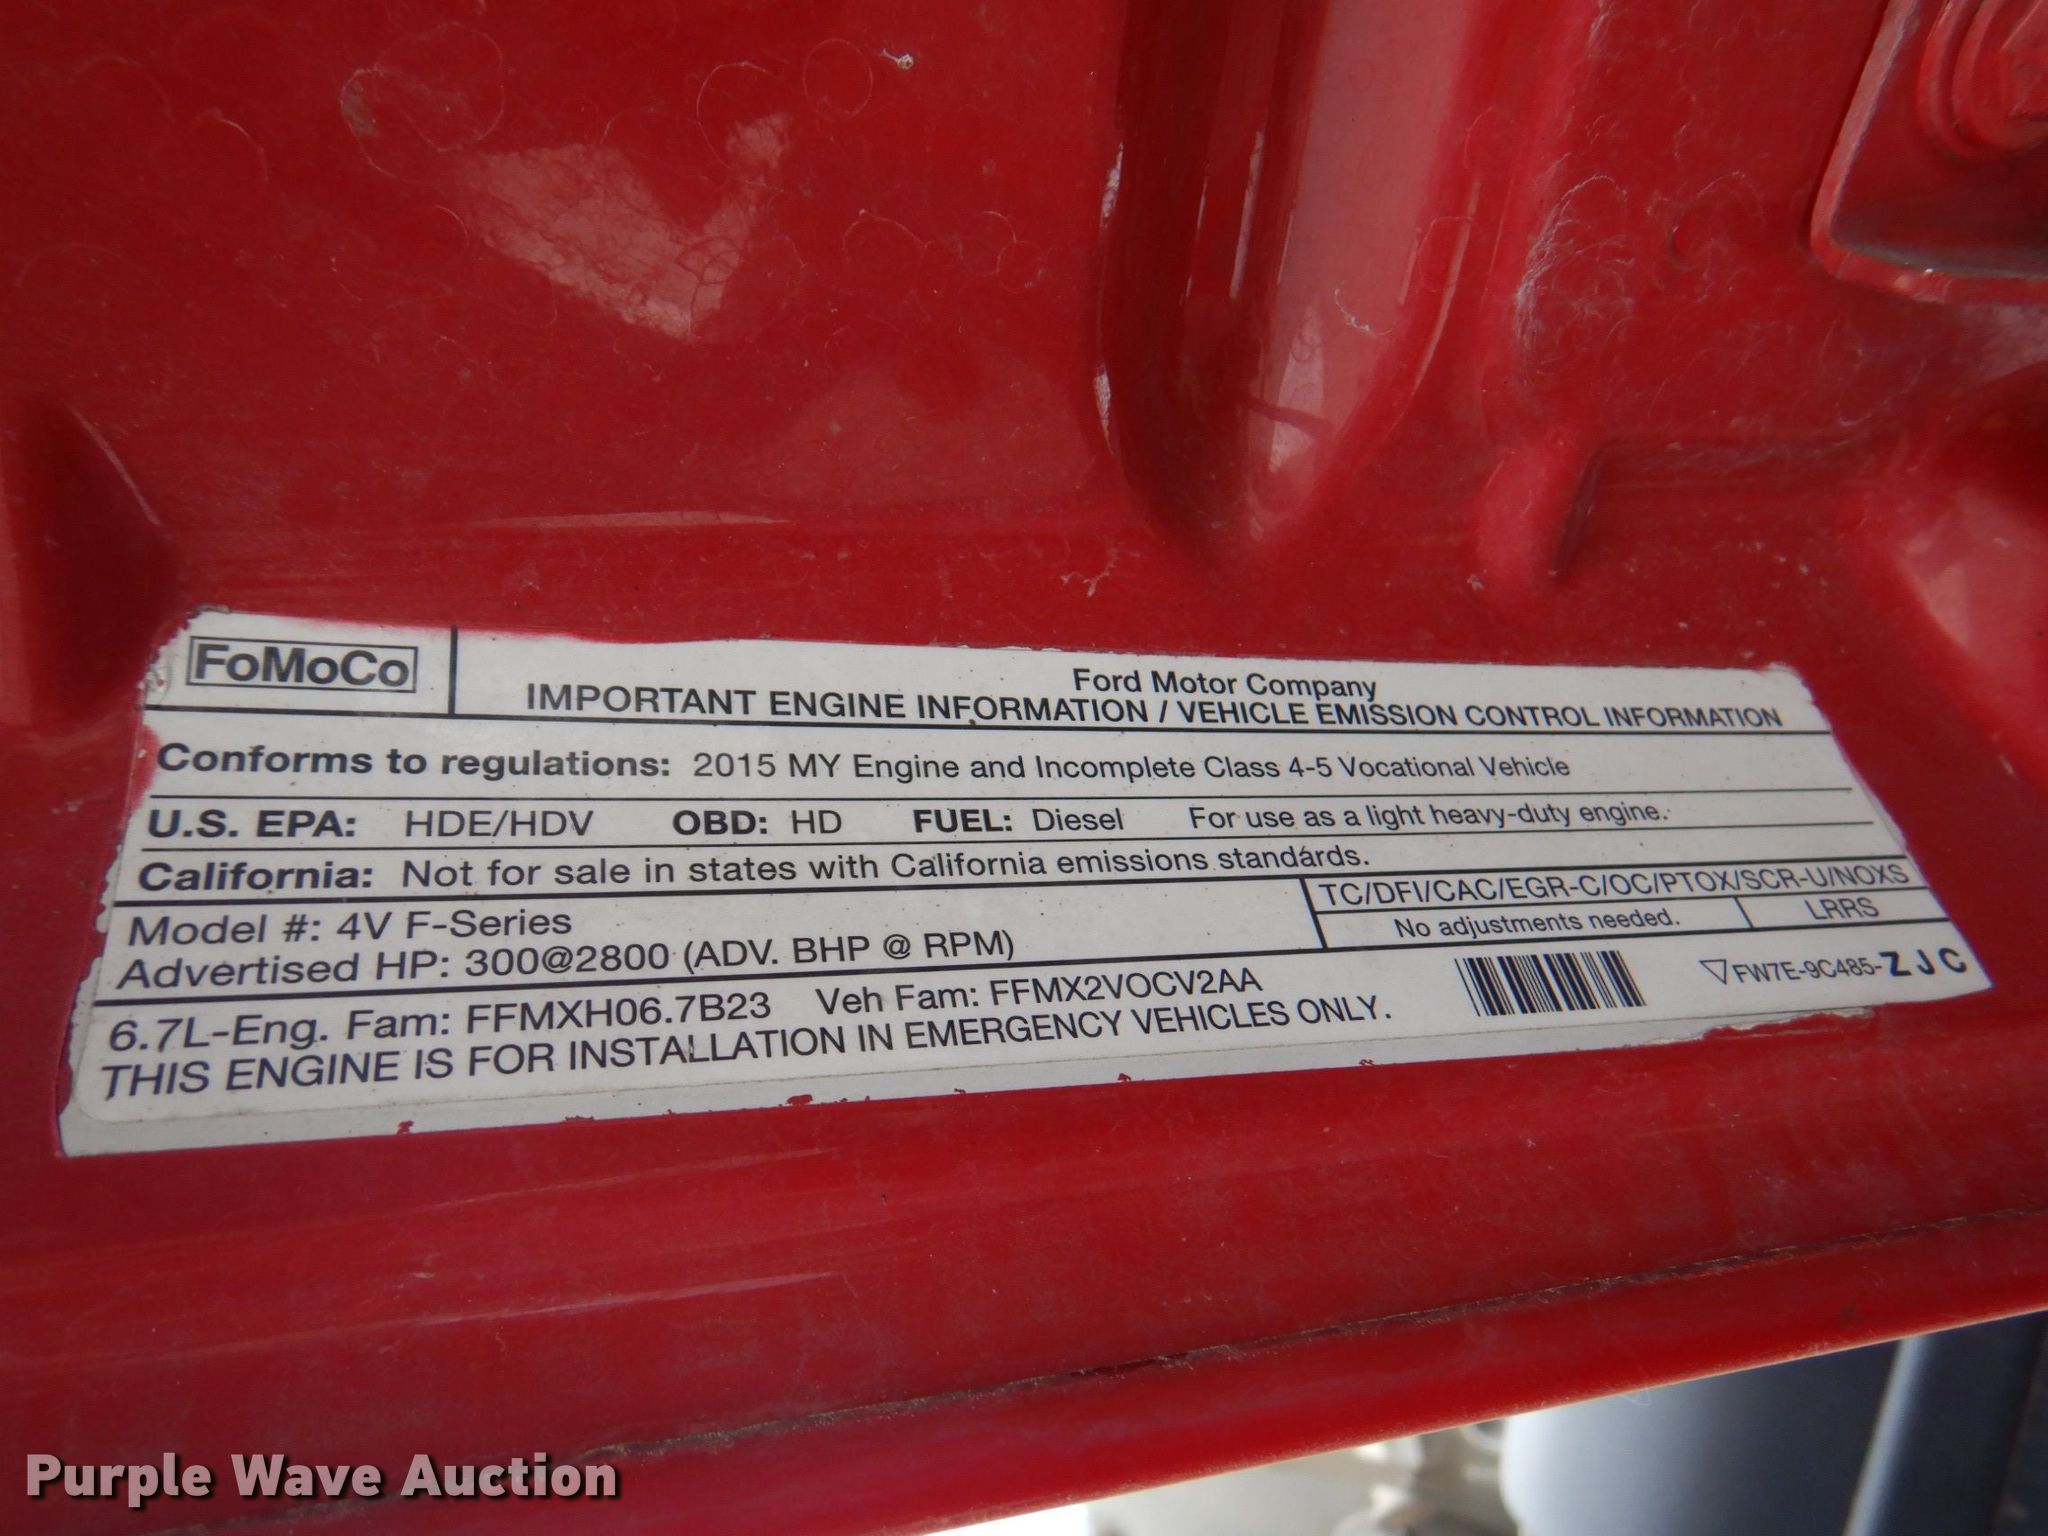 FoMoCo
Ford Motor Company
IMPORTANT ENGINE INFORMATION / VEHICLE EMISSION CONTROL INFORMATION
Conforms to regulations: 2015 MY Engine and Incomplete Class 4-5 Vocational Vehicle
U.S. EPA: HDE/HDV OBD: HD FUEL: Diesel For use as a light heavy-duty engine.
California: Not for sale in states with California emissions standards.
Model #: 4V F-Series
Advertised HP: 300@2800 (ADV. BHP @ RPM)
TC/DFI/CAC/EGR-C/OC/PTOX/SCR-U/NOXS
No adjustments needed. LRRS
6.7L-Eng. Fam: FFMXH06.7B23 Veh Fam: FFMX2VOCV2AA
THIS ENGINE IS FOR INSTALLATION IN EMERGENCY VEHICLES ONLY.
FW7E-9C485-ZJC
Purple Wave Auction